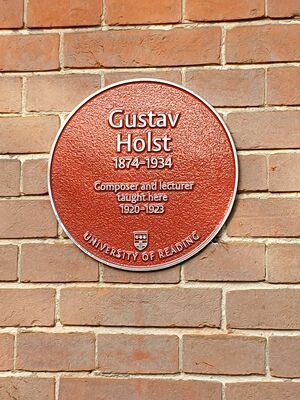 Gustav
Holst
1874–1934
Composer and lecturer
taught here
1920–1923
UNIVERSITY OF READING